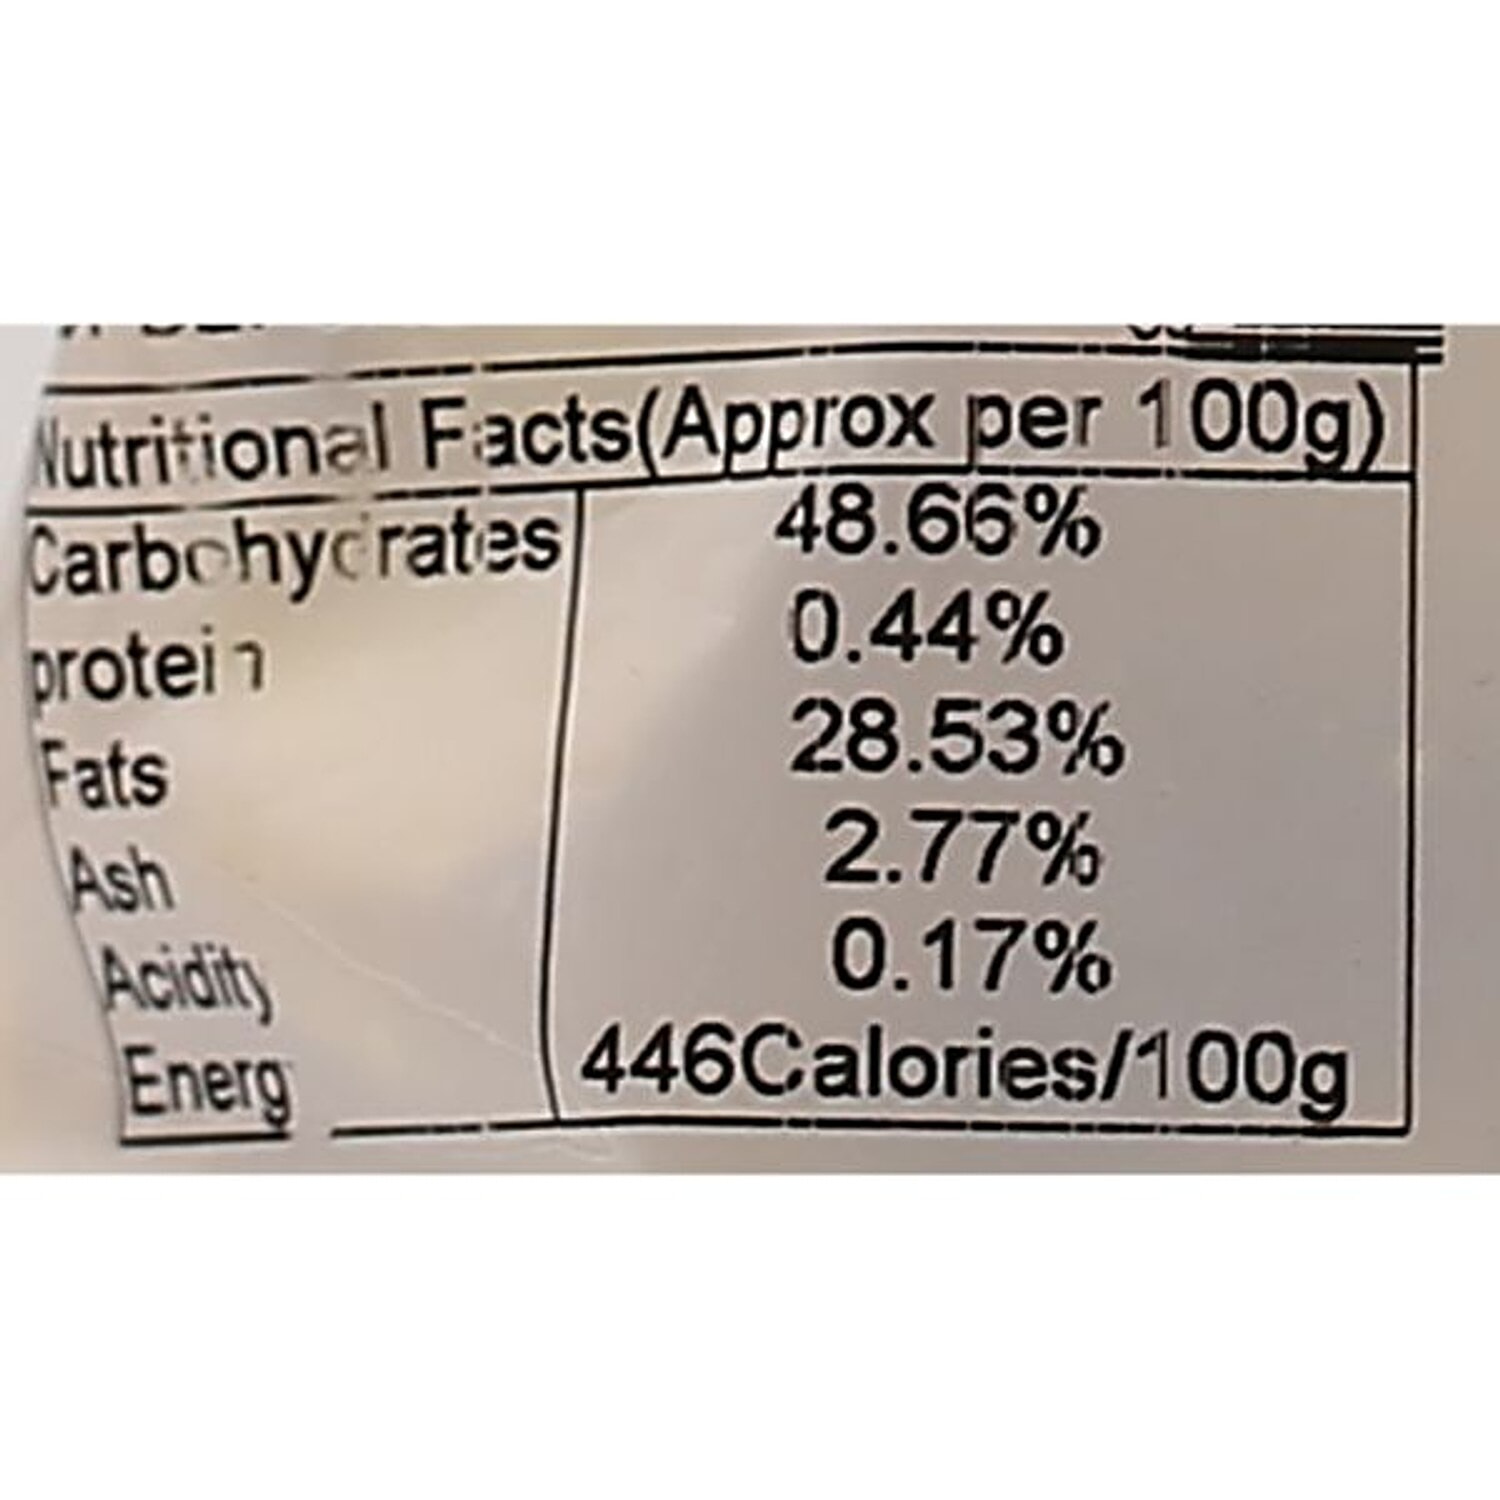 Nutritional Facts(Approx per 100g)
Carbohydrates 48.66%
protein 0.44%
Fats 28.53%
Ash 2.77%
Acidity 0.17%
Energ 446Calories/100g